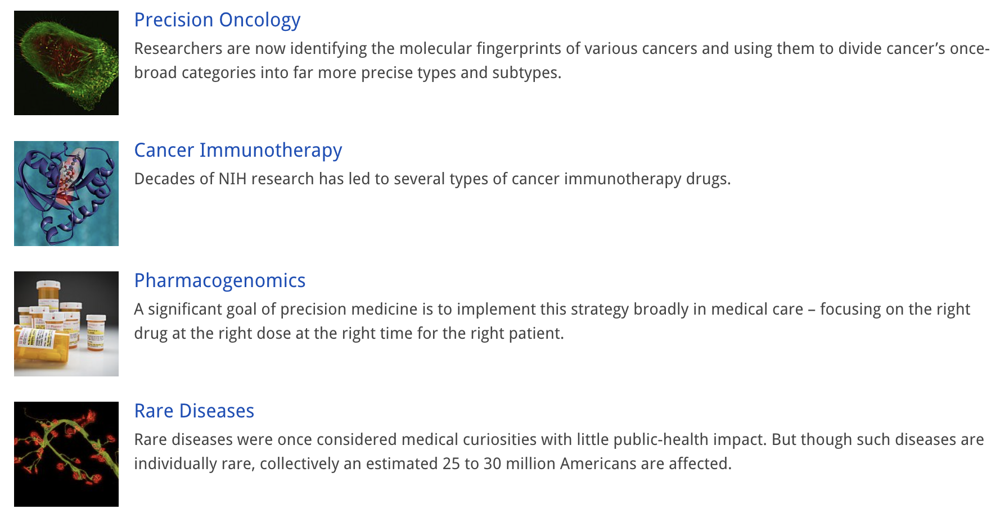 Precision Oncology
Researchers are now identifying the molecular fingerprints of various cancers and using them to divide cancer’s once-
broad categories into far more precise types and subtypes.
Cancer Immunotherapy
Decades of NIH research has led to several types of cancer immunotherapy drugs.
Pharmacogenomics
A significant goal of precision medicine is to implement this strategy broadly in medical care – focusing on the right
drug at the right dose at the right time for the right patient.
Rare Diseases
Rare diseases were once considered medical curiosities with little public-health impact. But though such diseases are
individually rare, collectively an estimated 25 to 30 million Americans are affected.